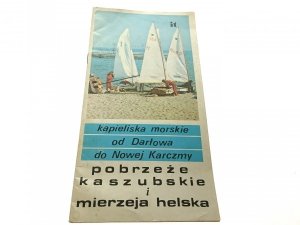 kąpieliska morskie
od Darłowa
do Nowej Karczmy
pobrzeże
kaszubskie
i
mierzeja helska